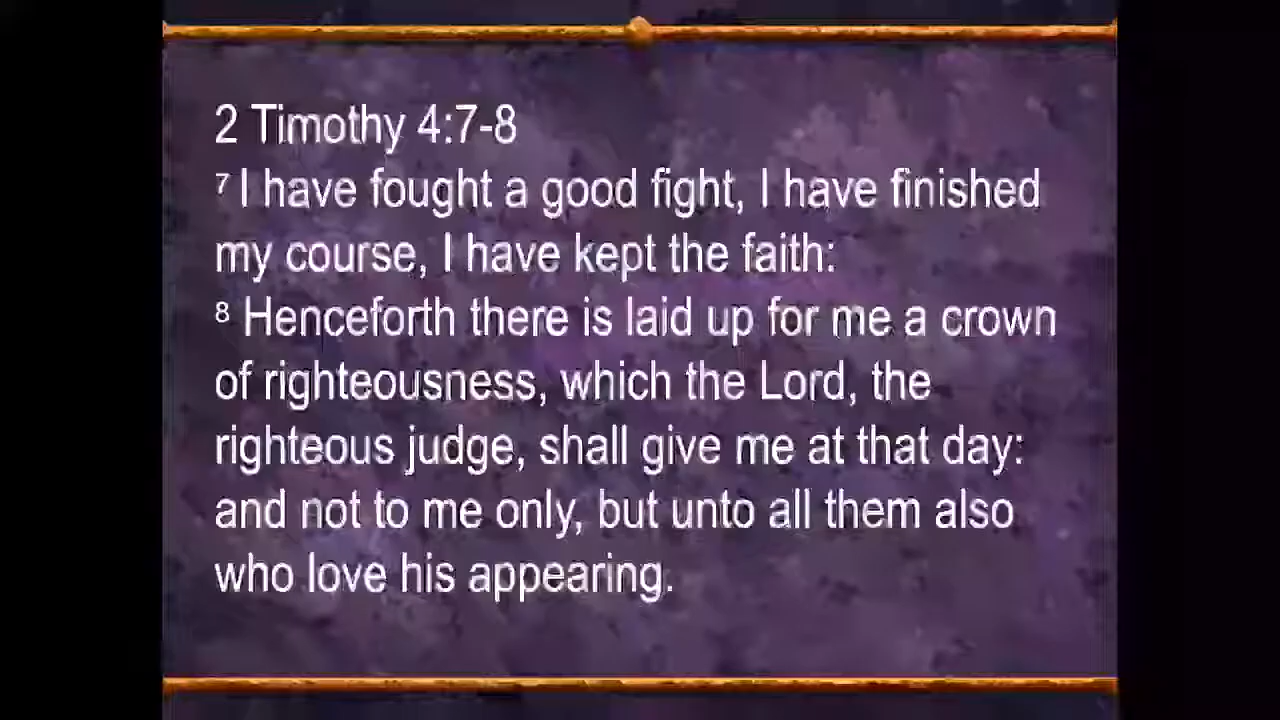 2 Timothy 4:7-8
⁷ I have fought a good fight, I have finished
my course, I have kept the faith:
⁸ Henceforth there is laid up for me a crown
of righteousness, which the Lord, the
righteous judge, shall give me at that day:
and not to me only, but unto all them also
who love his appearing.